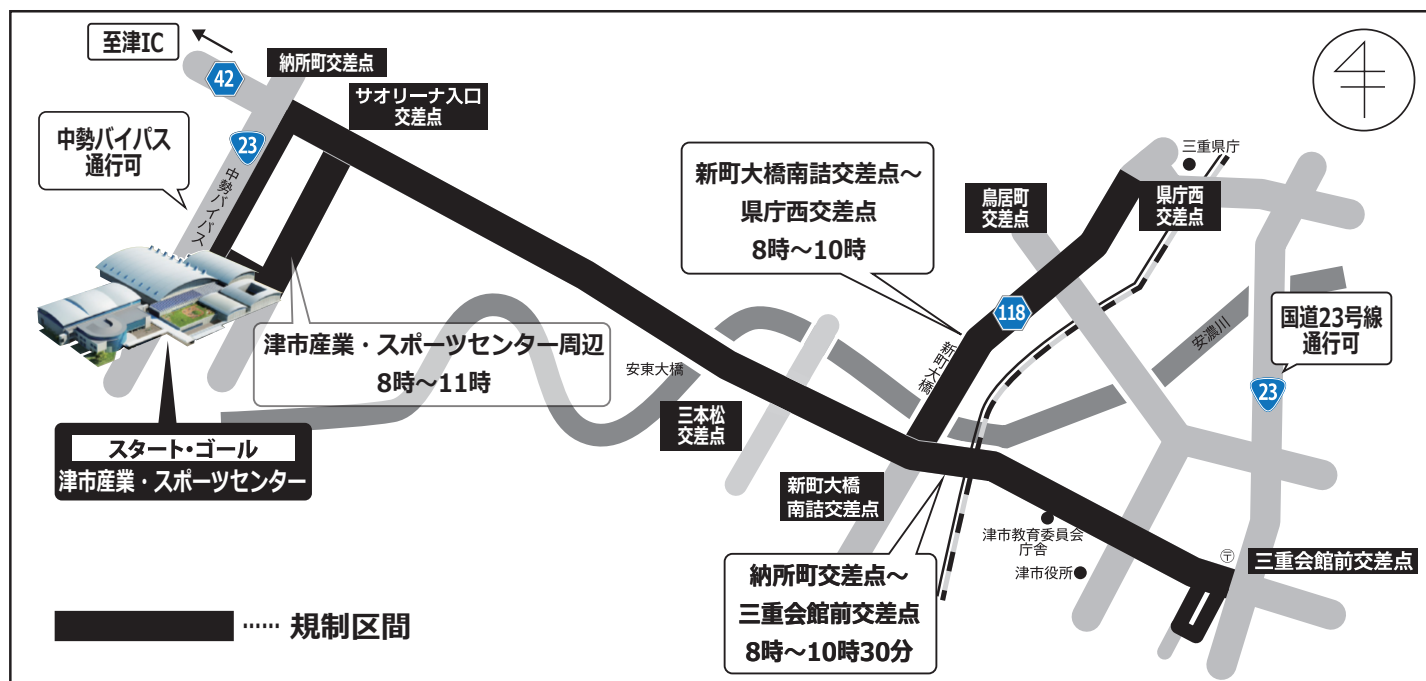 至津IC
42
納所町交差点
サオリーナ入口
交差点
中勢バイパス
通行可
23
中勢バイパス
三重県庁
新町大橋南詰交差点～
県庁西交差点
8時～10時
鳥居町
交差点
県庁西
交差点
118
国道23号線
通行可
23
安濃川
新町大橋
津市産業・スポーツセンター周辺
8時～11時
安東大橋
三本松
交差点
スタート・ゴール
津市産業・スポーツセンター
新町大橋
南詰交差点
津市教育委員会
庁舎
津市役所
〒
三重会館前交差点
納所町交差点～
三重会館前交差点
8時～10時30分
…… 規制区間